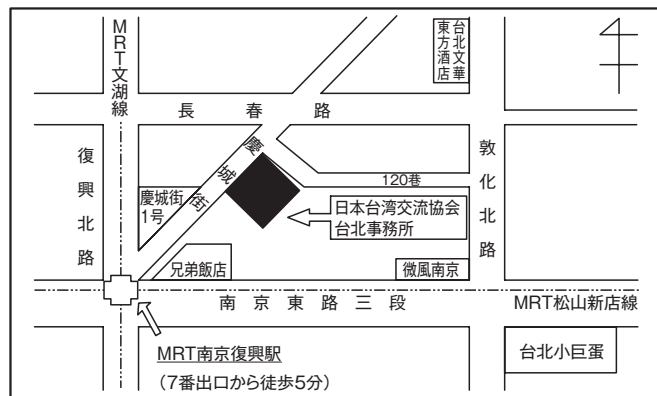 MRT文湖線
台北文華
東方酒店
長春路
復興北路
慶城街
敦化北路
120巷
慶城街
1号
日本台湾交流協会
台北事務所
兄弟飯店
微風南京
南京東路三段
MRT松山新店線
MRT南京復興駅
（7番出口から徒歩5分）
台北小巨蛋